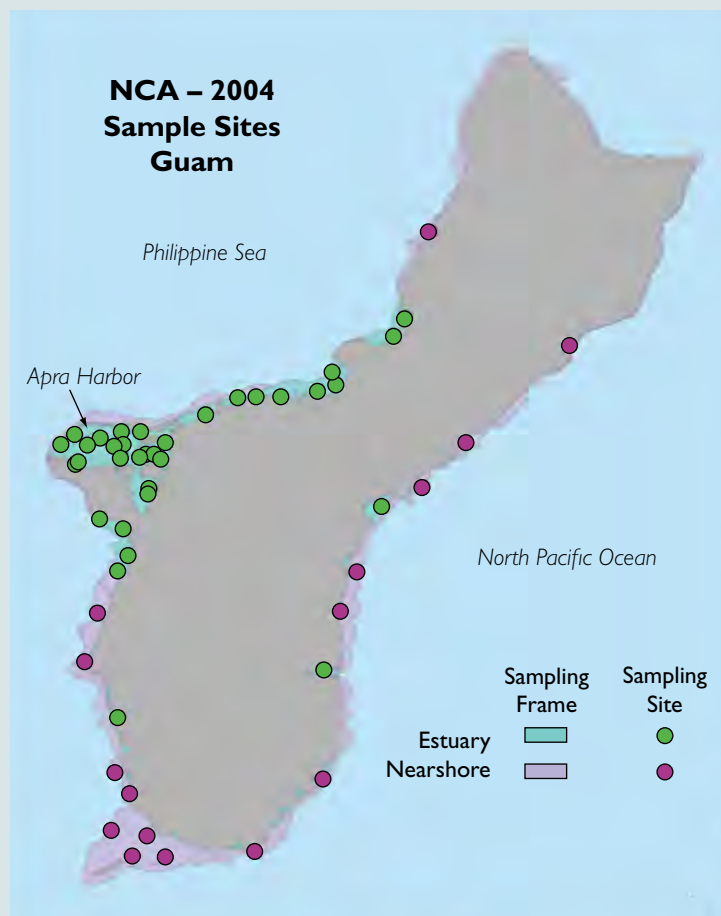 NCA – 2004
Sample Sites
Guam
Philippine Sea
Apra Harbor
North Pacific Ocean
Sampling Frame
Sampling Site
Estuary
Nearshore